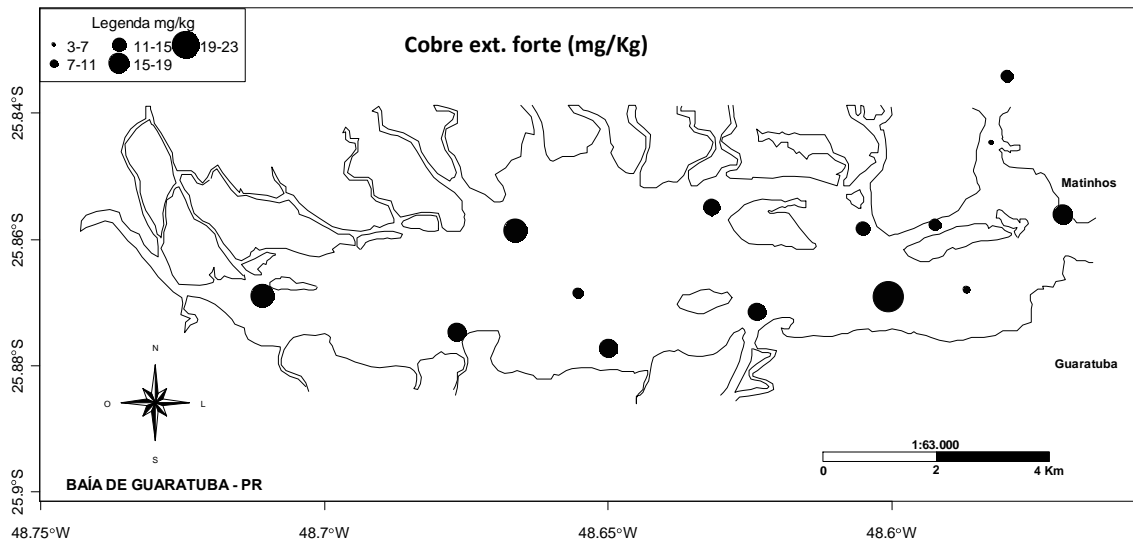 Legenda mg/kg
3-7 11-15 19-23
7-11 15-19
Cobre ext. forte (mg/Kg)
25.84°S
25.86°S
25.88°S
25.9°S
Matinhos
Guaratuba
N
O L
S
1:63.000
0 2 4 Km
BAÍA DE GUARATUBA - PR
48.75°W 48.7°W 48.65°W 48.6°W